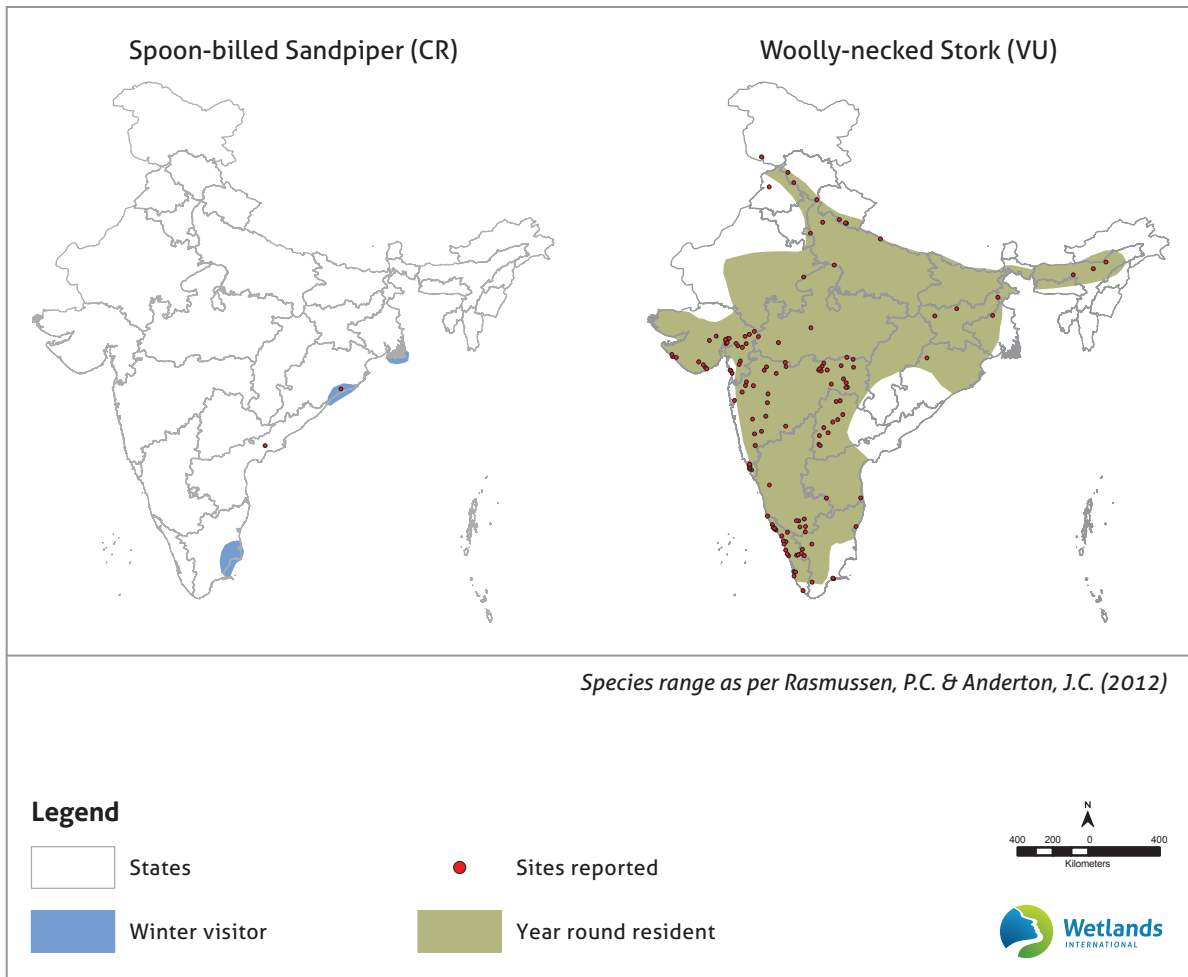 Spoon-billed Sandpiper (CR)
Woolly-necked Stork (VU)
Species range as per Rasmussen, P.C. & Anderton, J.C. (2012)
Legend
States
Sites reported
Winter visitor
Year round resident
N
400 200 0 400
Kilometers
Wetlands
INTERNATIONAL